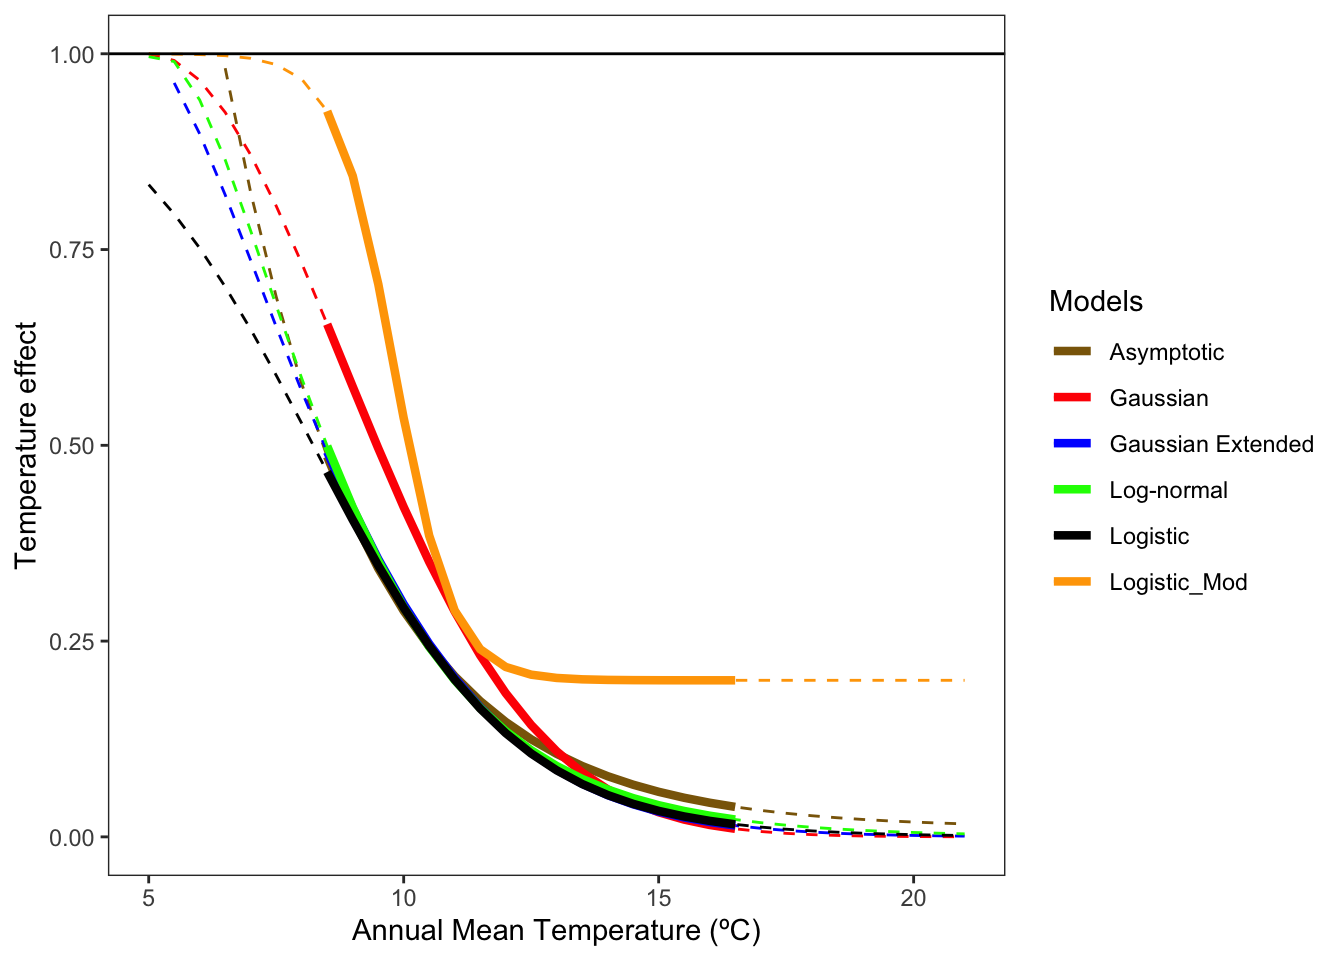 1.00
0.75
0.50
0.25
0.00
Temperature effect
5
10
15
20
Annual Mean Temperature (ºC)
Models
Asymptotic
Gaussian
Gaussian Extended
Log-normal
Logistic
Logistic_Mod